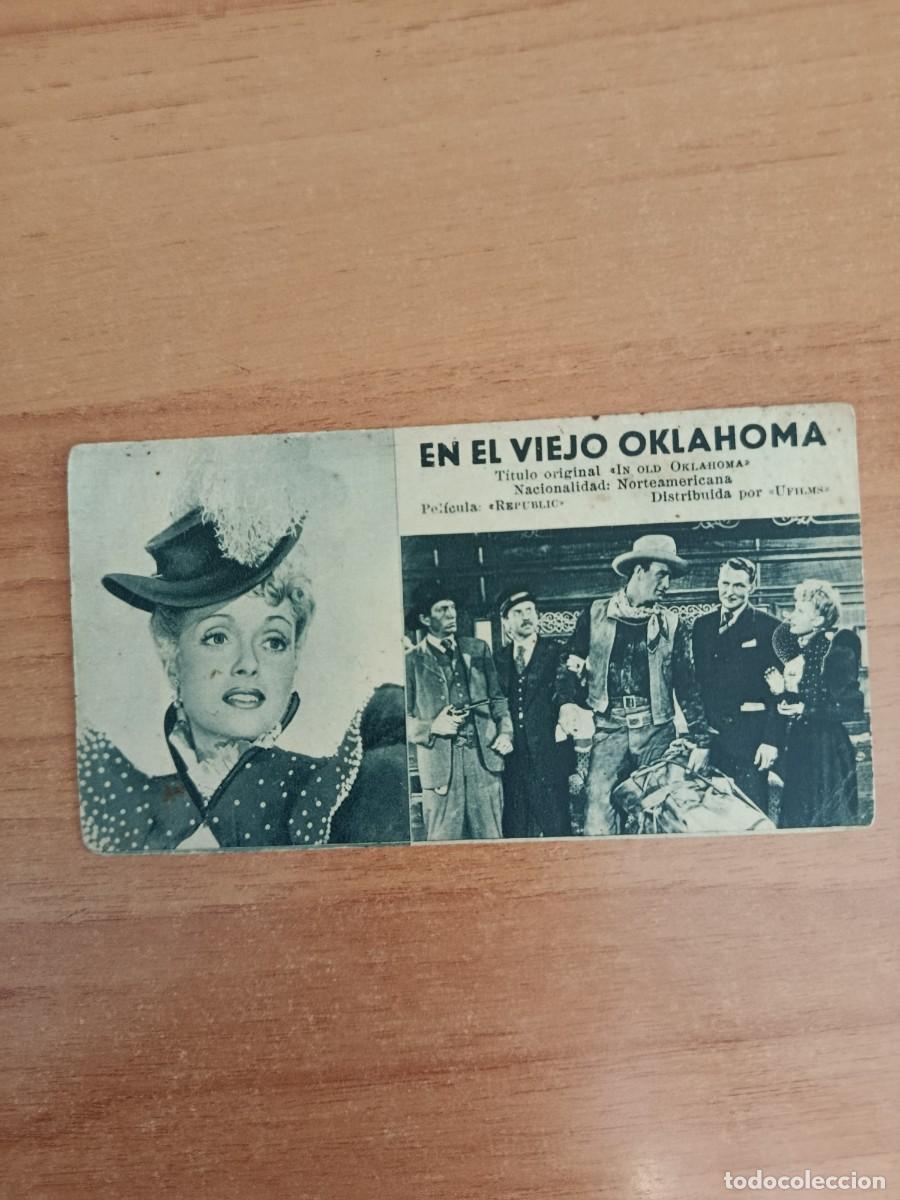 EN EL VIEJO OKLAHOMA
Título original «IN OLD OKLAHOMA»
Nacionalidad: Norteamericana
Película: «REPUBLIC» Distribuida por «UFILMS»
todocoleccion